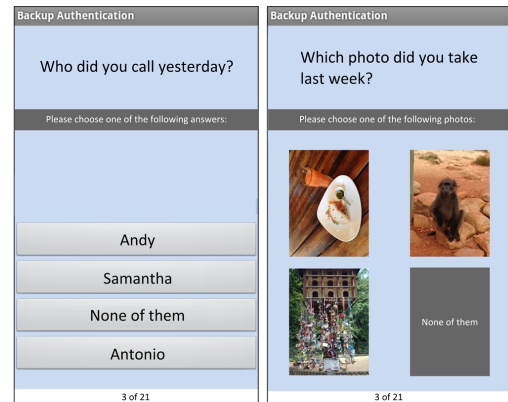 Backup Authentication
Who did you call yesterday?
Please choose one of the following answers:
Andy
Samantha
None of them
Antonio
3 of 21
Backup Authentication
Which photo did you take
last week?
Please choose one of the following photos:
None of them
3 of 21